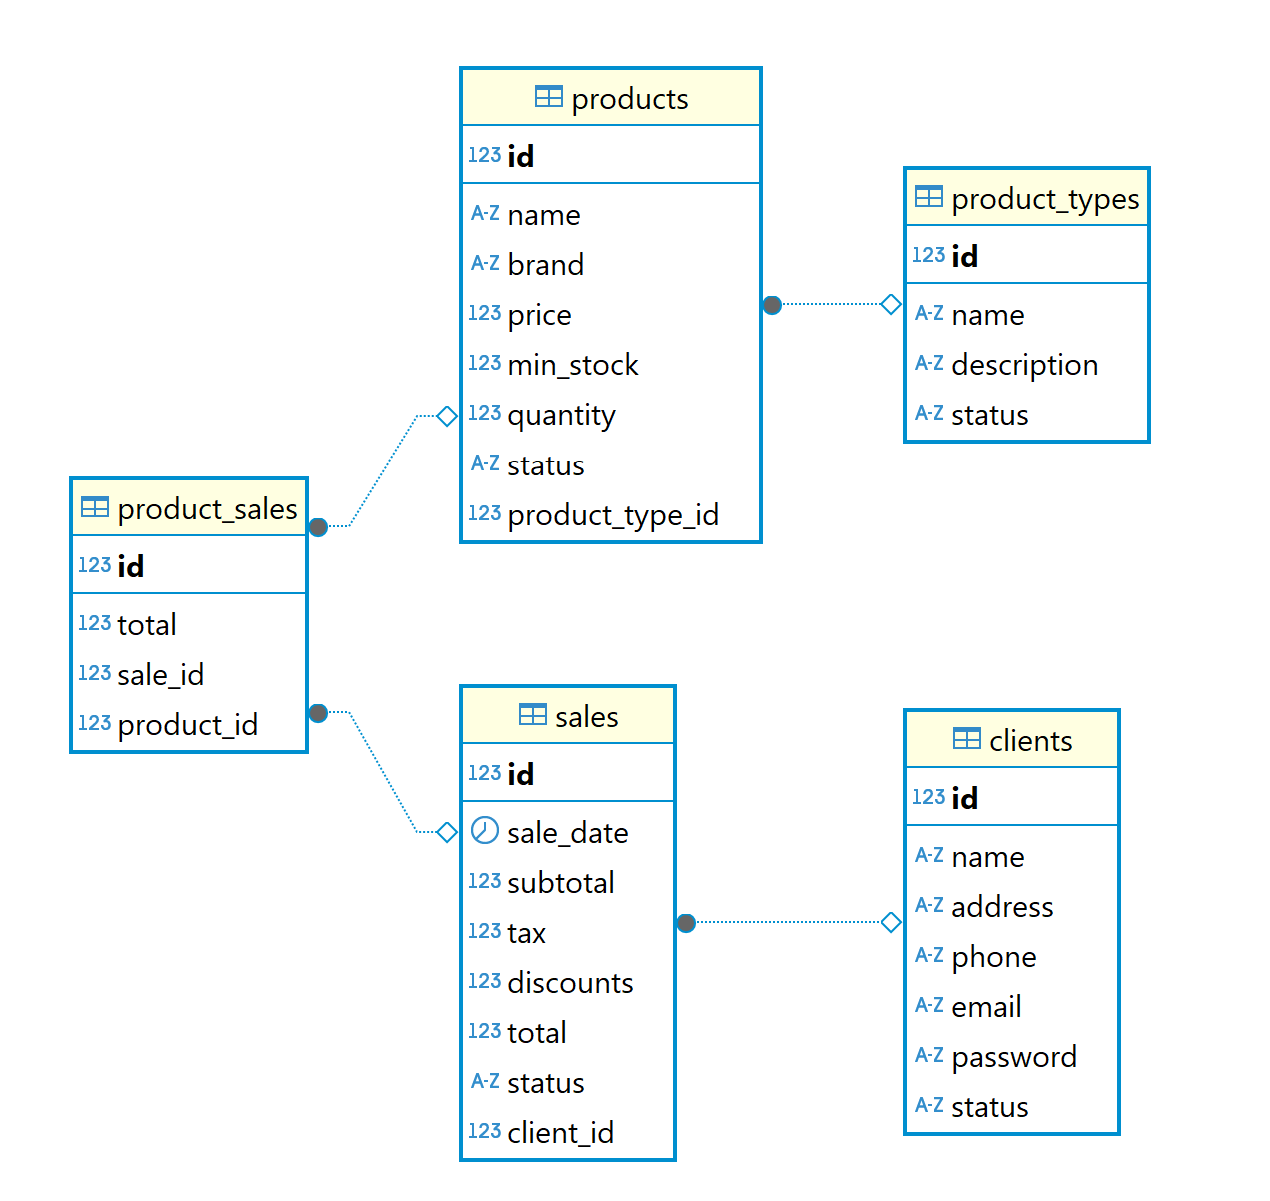 products
123 id
A-Z name
A-Z brand
123 price
123 min_stock
123 quantity
A-Z status
123 product_type_id
product_types
123 id
A-Z name
A-Z description
A-Z status
product_sales
123 id
123 total
123 sale_id
123 product_id
sales
123 id
sale_date
123 subtotal
123 tax
123 discounts
123 total
A-Z status
123 client_id
clients
123 id
A-Z name
A-Z address
A-Z phone
A-Z email
A-Z password
A-Z status